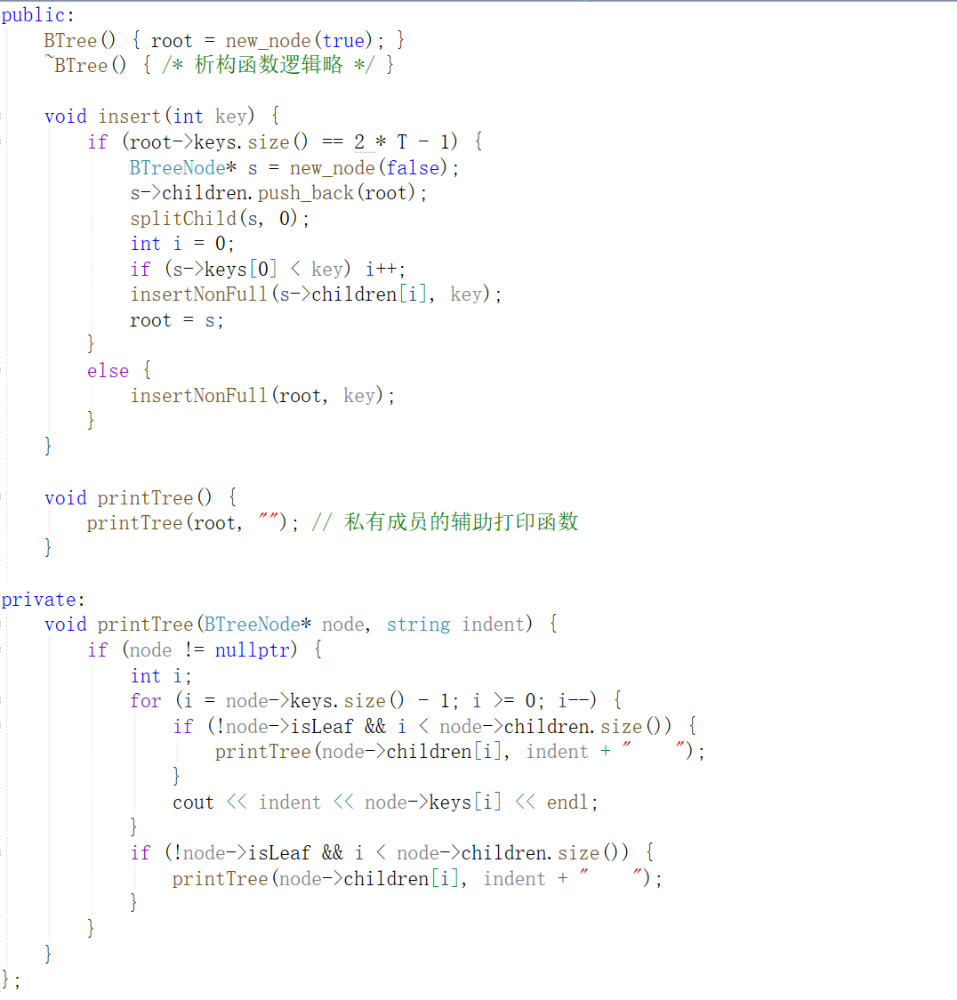 public:
    BTree() { root = new_node(true); }
    ~BTree() { /* 析构函数逻辑略 */ }

    void insert(int key) {
        if (root->keys.size() == 2 * T - 1) {
            BTreeNode* s = new_node(false);
            s->children.push_back(root);
            splitChild(s, 0);
            int i = 0;
            if (s->keys[0] < key) i++;
            insertNonFull(s->children[i], key);
            root = s;
        }
        else {
            insertNonFull(root, key);
        }
    }

    void printTree() {
        printTree(root, ""); // 私有成员的辅助打印函数
    }

private:
    void printTree(BTreeNode* node, string indent) {
        if (node != nullptr) {
            int i;
            for (i = node->keys.size() - 1; i >= 0; i--) {
                if (!node->isLeaf && i < node->children.size()) {
                    printTree(node->children[i], indent + "    ");
                }
                cout << indent << node->keys[i] << endl;
            }
            if (!node->isLeaf && i < node->children.size()) {
                printTree(node->children[i], indent + "    ");
            }
        }
    }
};